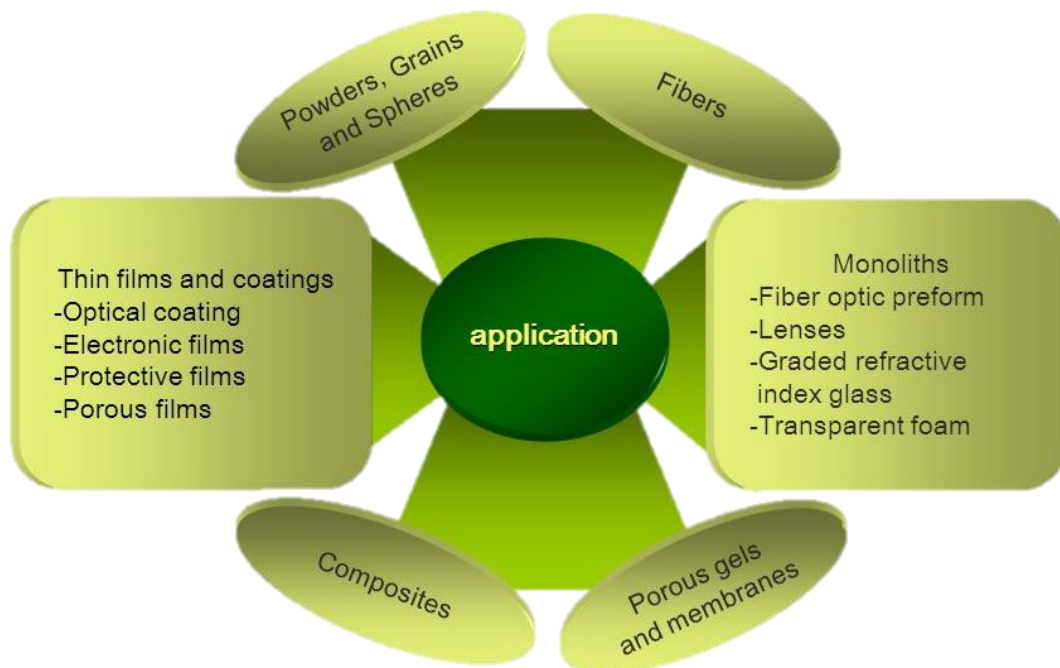 Powders, Grains
and Spheres
Fibers
Thin films and coatings
-Optical coating
-Electronic films
-Protective films
-Porous films
application
Monoliths
-Fiber optic preform
-Lenses
-Graded refractive
index glass
-Transparent foam
Composites
Porous gels
and membranes